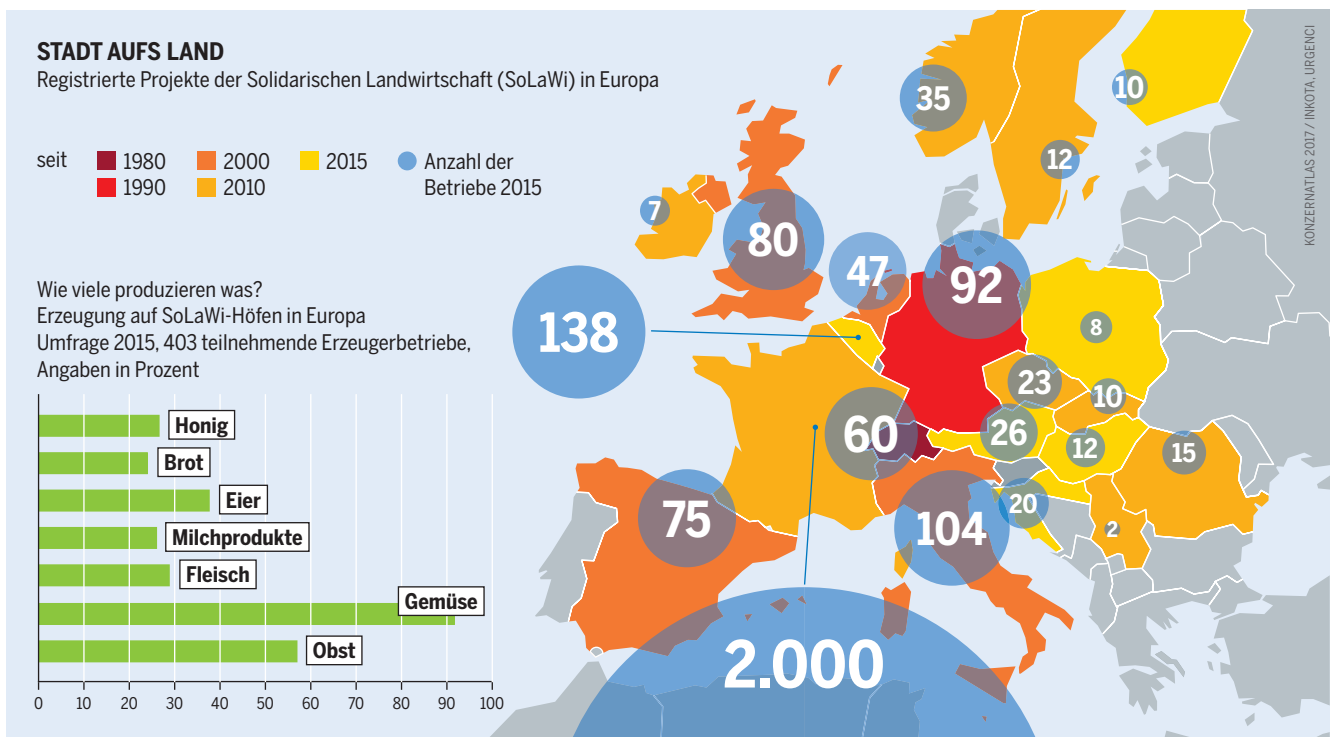 STADT AUFS LAND
Registrierte Projekte der Solidarischen Landwirtschaft (SoLaWi) in Europa
seit
1980
2000
2015
Anzahl der
Betriebe 2015
1990
2010
Wie viele produzieren was?
Erzeugung auf SoLaWi-Höfen in Europa
Umfrage 2015, 403 teilnehmende Erzeugerbetriebe,
Angaben in Prozent
Honig
Brot
Eier
Milchprodukte
Fleisch
Gemüse
Obst
0 10 20 30 40 50 60 70 80 90 100
35
10
12
7
80
47
92
138
8
23
10
60
26
12
15
75
104
20
2
2.000
KONZERNATLAS 2017 / INKOTA, URGENCI